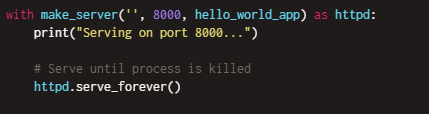 with make_server('', 8000, hello_world_app) as httpd:
    print("Serving on port 8000...")

    # Serve until process is killed
    httpd.serve_forever()